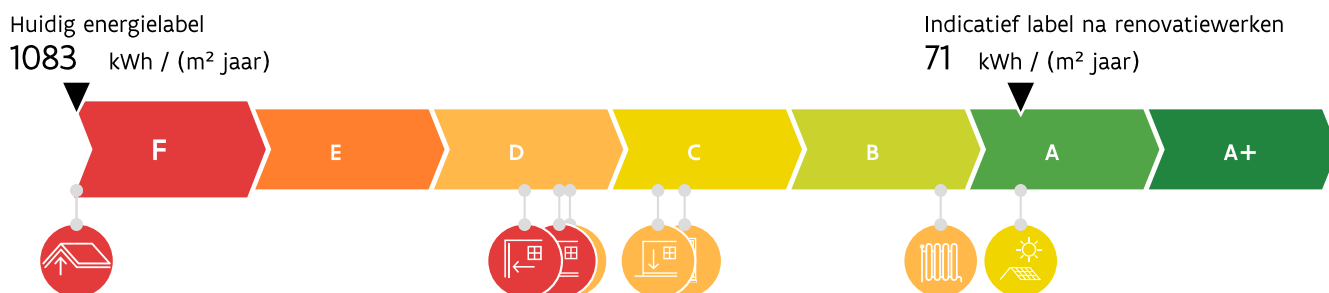 Huidig energielabel
1083 kWh / (m² jaar)
Indicatief label na renovatiewerken
71 kWh / (m² jaar)
F E D C B A A+